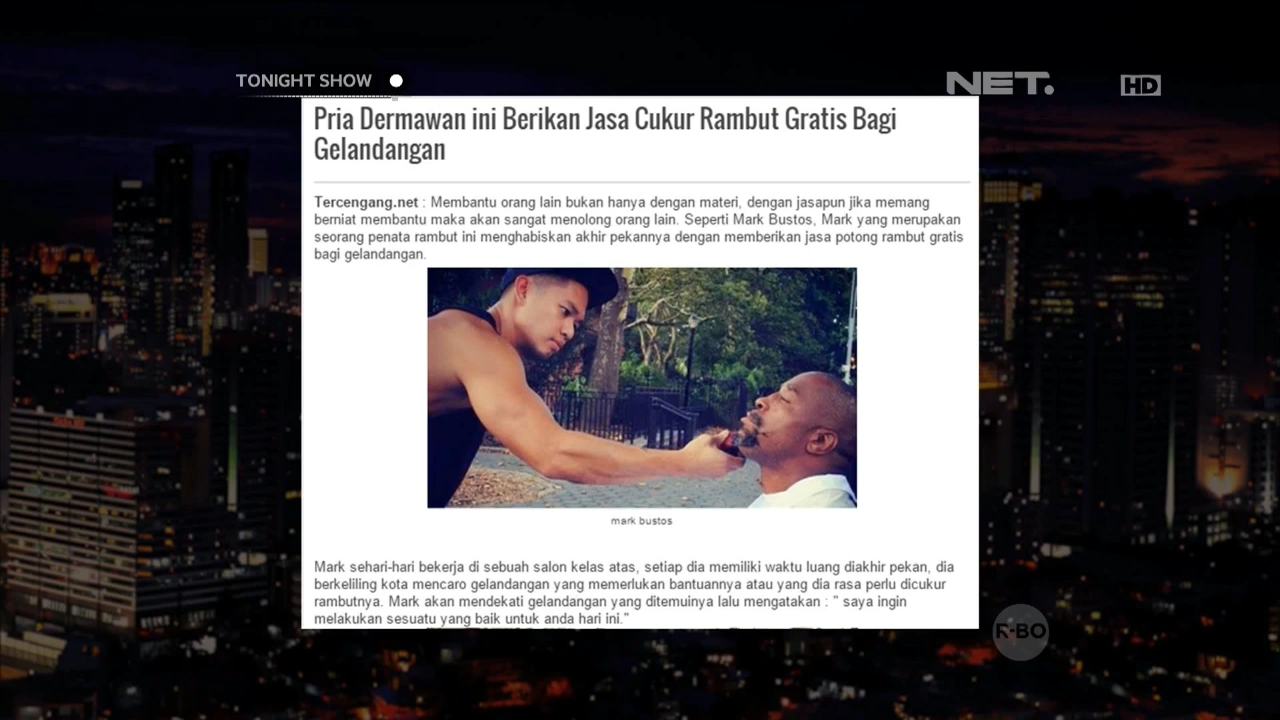 TONIGHT SHOW
NET.
HD
Pria Dermawan ini Berikan Jasa Cukur Rambut Gratis Bagi
Gelandangan
Tercengang.net : Membantu orang lain bukan hanya dengan materi, dengan jasapun jika memang
berniat membantu maka akan sangat menolong orang lain. Seperti Mark Bustos, Mark yang merupakan
seorang penata rambut ini menghabiskan akhir pekannya dengan memberikan jasa potong rambut gratis
bagi gelandangan.
mark bustos
Mark sehari-hari bekerja di sebuah salon kelas atas, setiap dia memiliki waktu luang diakhir pekan, dia
berkeliling kota mencaro gelandangan yang memerlukan bantuannya atau yang dia rasa perlu dicukur
rambutnya. Mark akan mendekati gelandangan yang ditemuinya lalu mengatakan : " saya ingin
melakukan sesuatu yang baik untuk anda hari ini."
R-BO